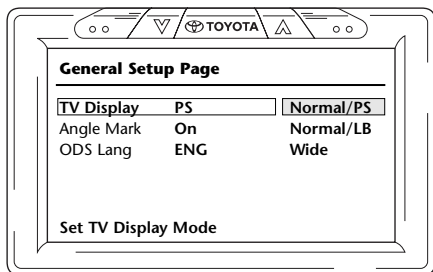 TOYOTA
General Setup Page
TV Display PS Normal/PS
Angle Mark On Normal/LB
ODS Lang ENG Wide
Set TV Display Mode